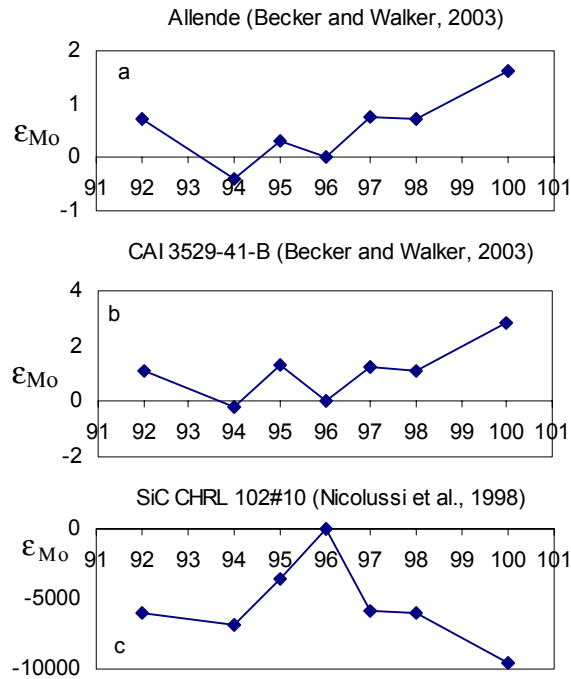 Allende (Becker and Walker, 2003)
2
a
1
εMo
0
91 92 93 94 95 96 97 98 99 100 101
-1
CAI 3529-41-B (Becker and Walker, 2003)
4
b
2
εMo
0
91 92 93 94 95 96 97 98 99 100 101
-2
SiC CHRL 102#10 (Nicolussi et al., 1998)
0
91 92 93 94 95 96 97 98 99 100 101
εMo
-5000
c
-10000